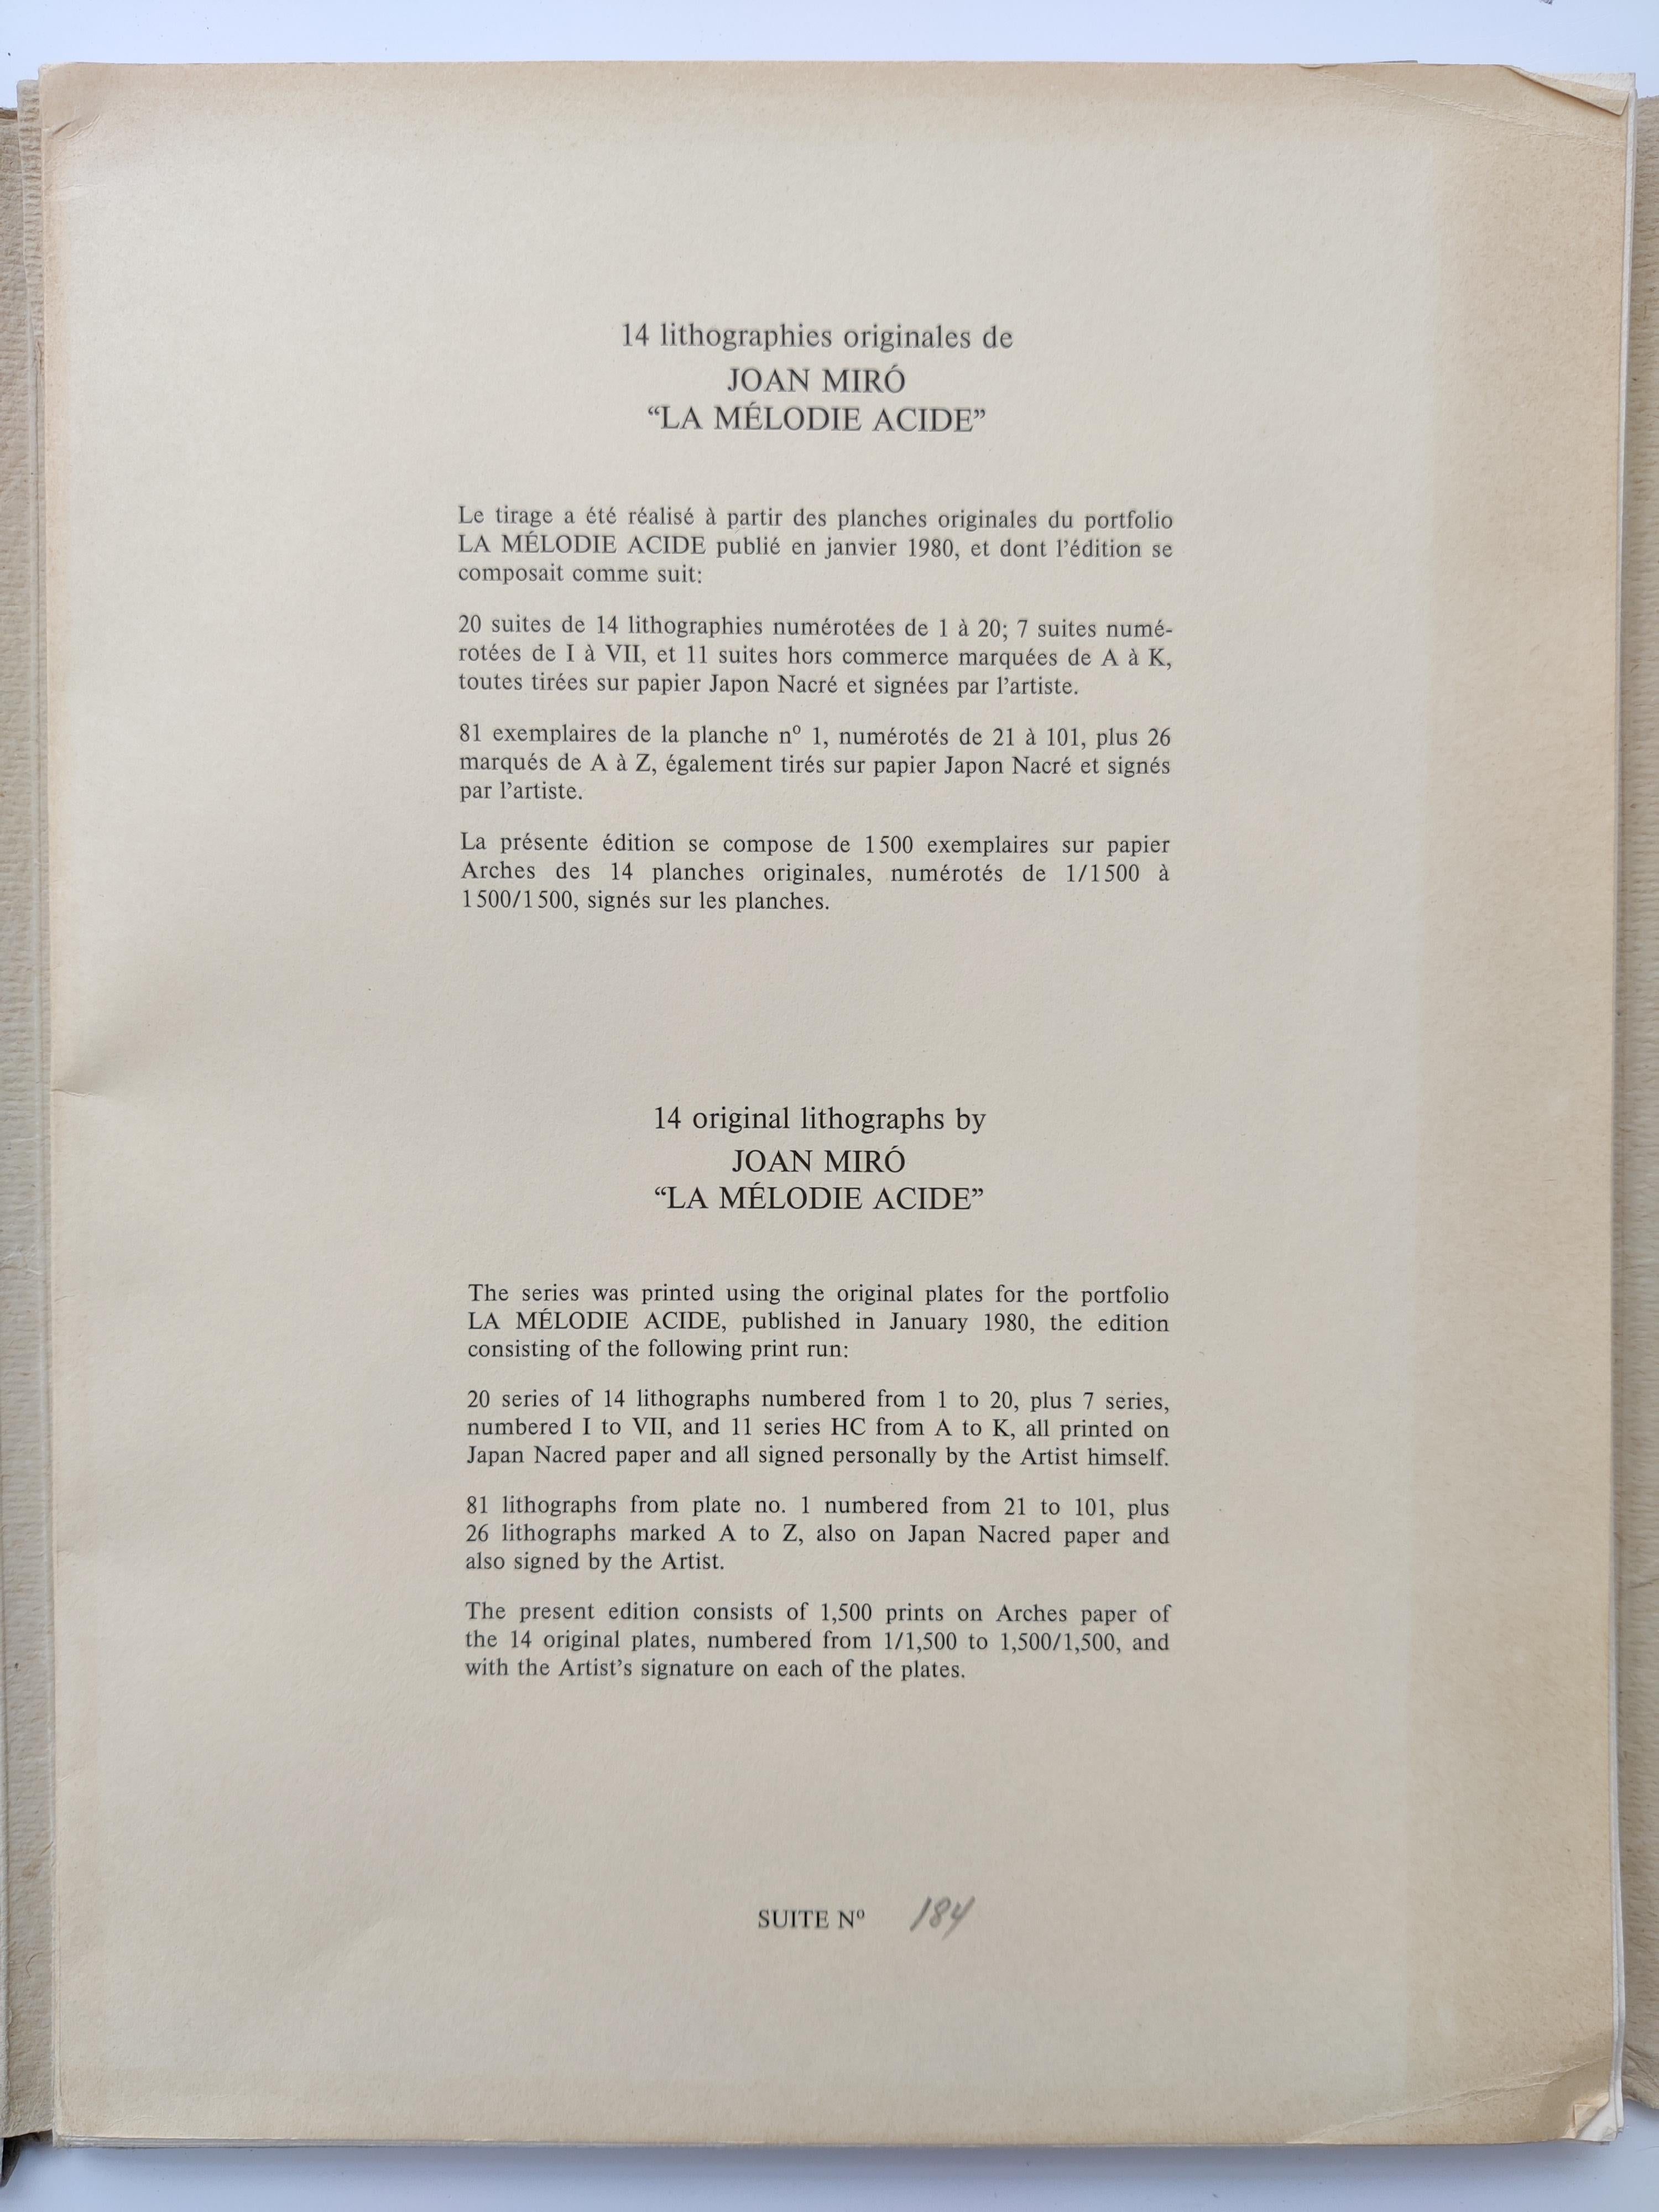 14 lithographies originales de
JOAN MIRÓ
“LA MÉLODIE ACIDE”
Le tirage a été réalisé à partir des planches originales du portfolio
LA MÉLODIE ACIDE publié en janvier 1980, et dont l’édition se
composait comme suit:
20 suites de 14 lithographies numérotées de 1 à 20; 7 suites numé-
rotées de I à VII, et 11 suites hors commerce marquées de A à K,
toutes tirées sur papier Japon Nacré et signées par l’artiste.
81 exemplaires de la planche nº 1, numérotés de 21 à 101, plus 26
marqués de A à Z, également tirés sur papier Japon Nacré et signés
par l’artiste.
La présente édition se compose de 1500 exemplaires sur papier
Arches des 14 planches originales, numérotés de 1/1500 à
1500/1500, signés sur les planches.
14 original lithographs by
JOAN MIRÓ
“LA MÉLODIE ACIDE”
The series was printed using the original plates for the portfolio
LA MÉLODIE ACIDE, published in January 1980, the edition
consisting of the following print run:
20 series of 14 lithographs numbered from 1 to 20, plus 7 series,
numbered I to VII, and 11 series HC from A to K, all printed on
Japan Nacred paper and all signed personally by the Artist himself.
81 lithographs from plate no. 1 numbered from 21 to 101, plus
26 lithographs marked A to Z, also on Japan Nacred paper and
also signed by the Artist.
The present edition consists of 1,500 prints on Arches paper of
the 14 original plates, numbered from 1/1,500 to 1,500/1,500, and
with the Artist’s signature on each of the plates.
SUITE Nº 184